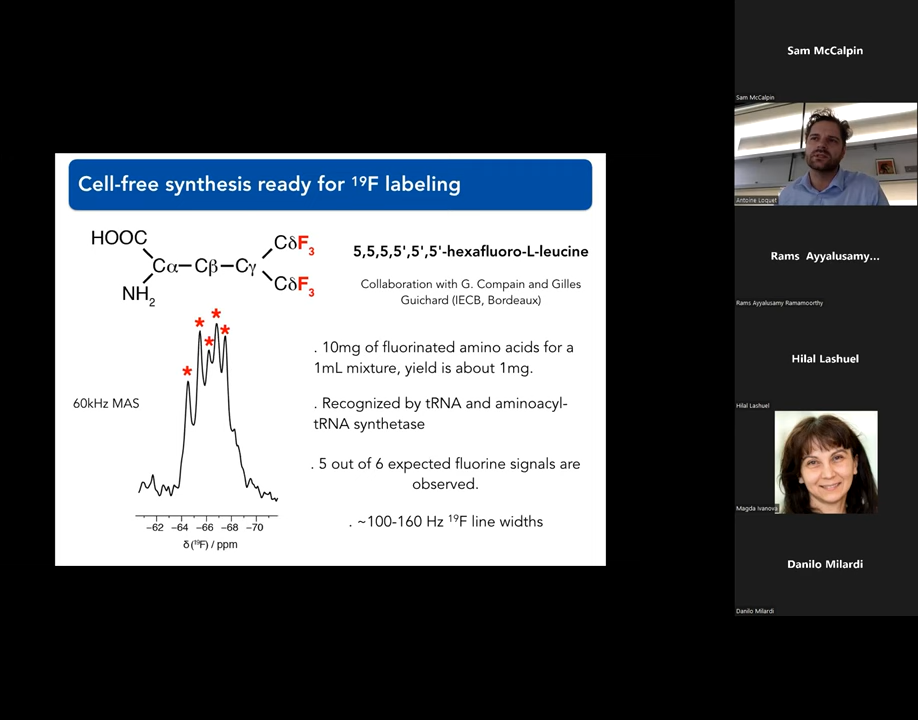 Cell-free synthesis ready for ¹⁹F labeling
HOOC
CδF₃
Cα – Cβ – Cγ
CδF₃
NH₂
5,5,5,5',5',5'-hexafluoro-L-leucine
Collaboration with G. Compain and Gilles
Guichard (IECB, Bordeaux)
* * * * *
60kHz MAS
. 10mg of fluorinated amino acids for a
1mL mixture, yield is about 1mg.
. Recognized by tRNA and aminoacyl-
tRNA synthetase
. 5 out of 6 expected fluorine signals are
observed.
. ~100-160 Hz ¹⁹F line widths
−62 −64 −66 −68 −70
δ(¹⁹F) / ppm
Sam McCalpin
Sam McCalpin
Antoine Loquet
Rams Ayyalusamy...
Rams Ayyalusamy Ramamoorthy
Hilal Lashuel
Hilal Lashuel
Magda Ivanova
Danilo Milardi
Danilo Milardi